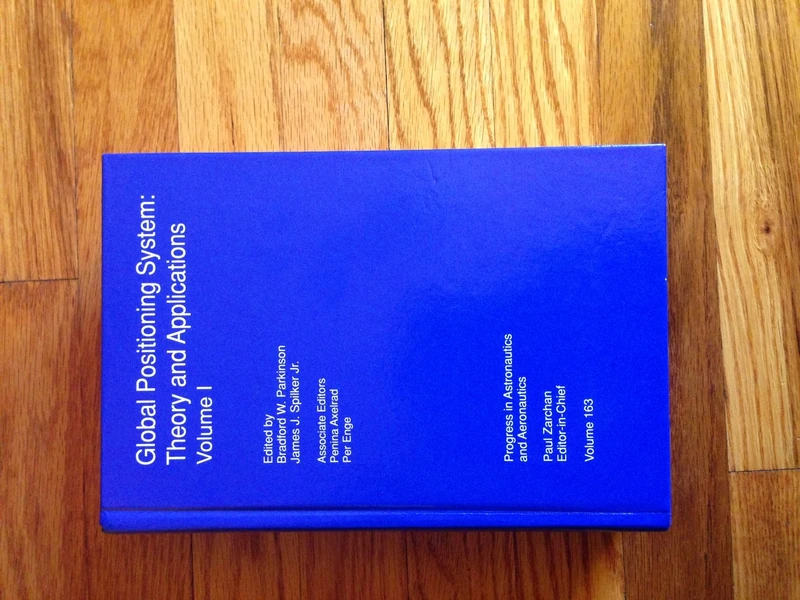 Global Positioning System:
Theory and Applications
Volume I
Edited by
Bradford W. Parkinson
James J. Spilker Jr.
Associate Editors
Penina Axelrad
Per Enge
Progress in Astronautics
and Aeronautics
Paul Zarchan
Editor-in-Chief
Volume 163